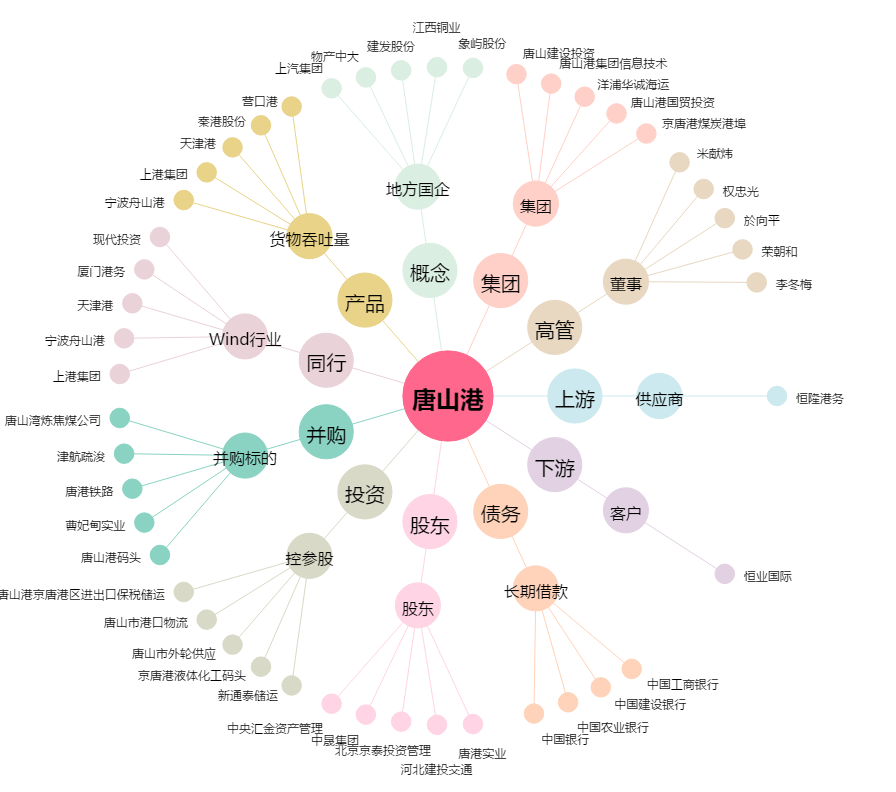 江西铜业
建发股份
象屿股份
物产中大
上汽集团
唐山建设投资
唐山港集团信息技术
洋浦华诚海运
唐山港国贸投资
京唐港煤炭港埠
营口港
秦港股份
天津港
上港集团
宁波舟山港
米献炜
权忠光
於向平
荣朝和
李冬梅
地方国企
集团
货物吞吐量
概念
集团
董事
产品
高管
现代投资
厦门港务
天津港
宁波舟山港
上港集团
Wind行业
同行
唐山港
上游
供应商
恒隆港务
唐山湾炼焦煤公司
津航疏浚
唐港铁路
曹妃甸实业
唐山港码头
并购标的
并购
下游
客户
恒业国际
投资
股东
债务
控参股
股东
长期借款
唐山港京唐港区进出口保税储运
唐山市港口物流
唐山市外轮供应
京唐港液体化工码头
新通泰储运
中央汇金资产管理
中晟集团
北京京泰投资管理
河北建投交通
唐港实业
中国工商银行
中国建设银行
中国农业银行
中国银行